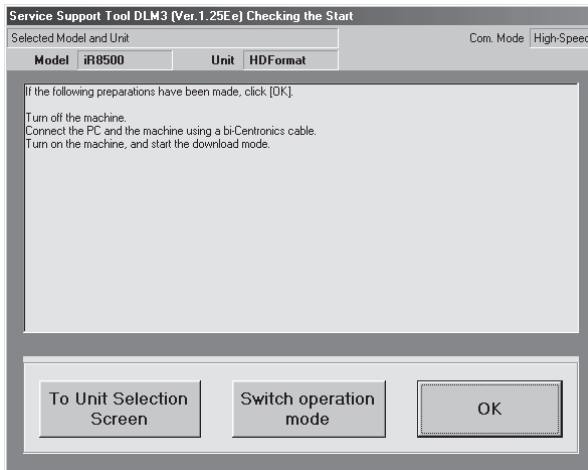 Service Support Tool DLM3 (Ver.1.25Ee) Checking the Start
Selected Model and Unit Com. Mode High-Speed
Model iR8500 Unit HDFormat
If the following preparations have been made, click [OK].
Turn off the machine.
Connect the PC and the machine using a bi-Centronics cable.
Turn on the machine, and start the download mode.
To Unit Selection
Screen
Switch operation
mode
OK